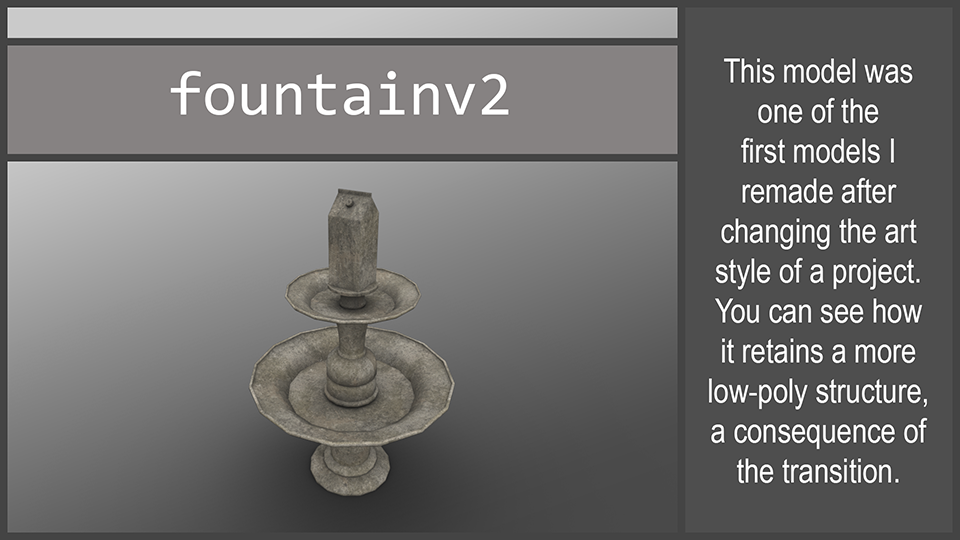 fountainv2
This model was
one of the
first models I
remade after
changing the art
style of a project.
You can see how
it retains a more
low-poly structure,
a consequence of
the transition.